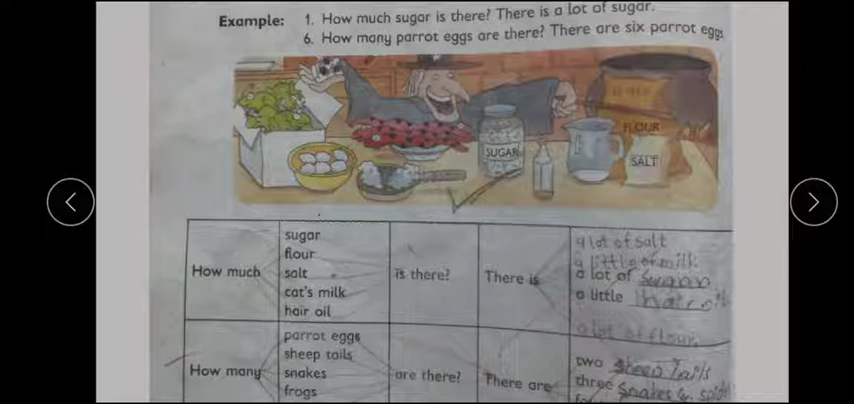 Example: 1. How much sugar is there? There is a lot of sugar.
6. How many parrot eggs are there? There are six parrot eggs
FLOUR
SUGAR
SALT
How much
sugar
flour
salt
cat's milk
hair oil
is there?
There is
a lot of salt
a little of milk
a lot of
a little hair oil
a lot of flour
How many
parrot eggs
sheep tails
snakes
frogs
are there?
There are
two sheep tails
three snakes &